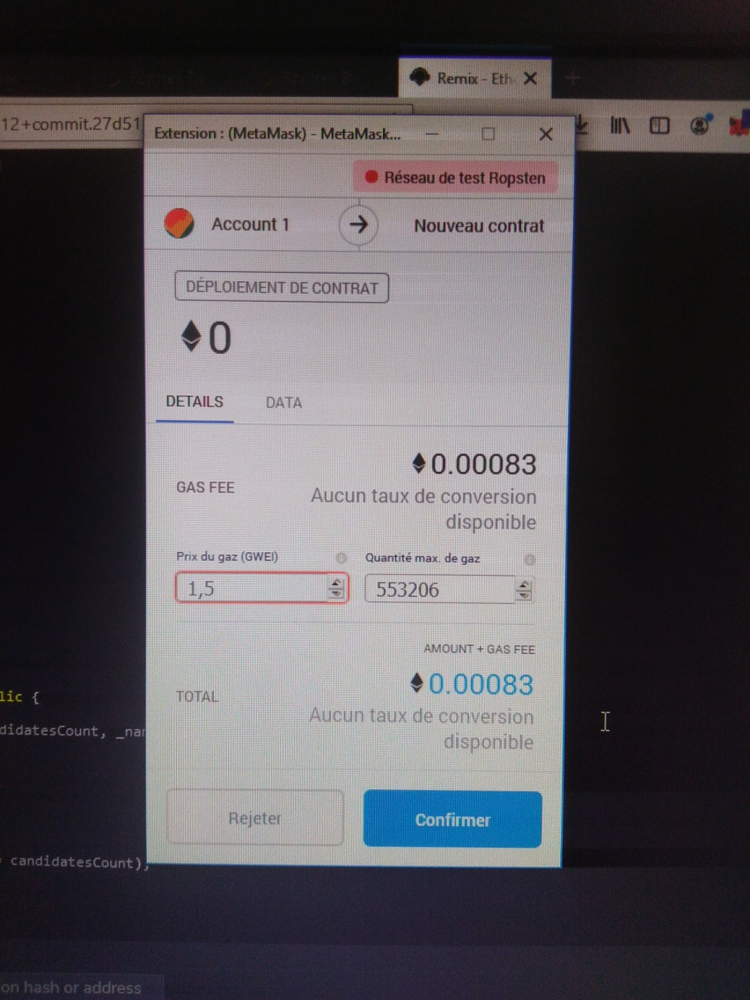 Remix - Eth
12+commit.27d51
Extension : (MetaMask) - MetaMask...
Réseau de test Ropsten
Account 1
Nouveau contrat
DÉPLOIEMENT DE CONTRAT
0
DETAILS
DATA
0.00083
GAS FEE
Aucun taux de conversion
disponible
Prix du gaz (GWEI)
Quantité max. de gaz
1,5
553206
AMOUNT + GAS FEE
0.00083
TOTAL
Aucun taux de conversion
disponible
lic {
didatesCount, _nam
Rejeter
Confirmer
candidatesCount),
on hash or address